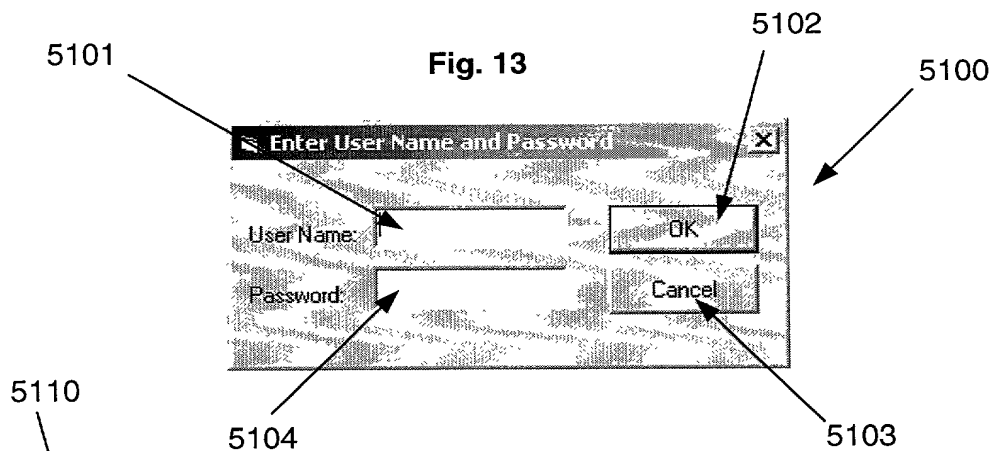 5102
5101
Fig. 13
5100
Enter User Name and Password
User Name:
OK
Password:
Cancel
5110
5104
5103